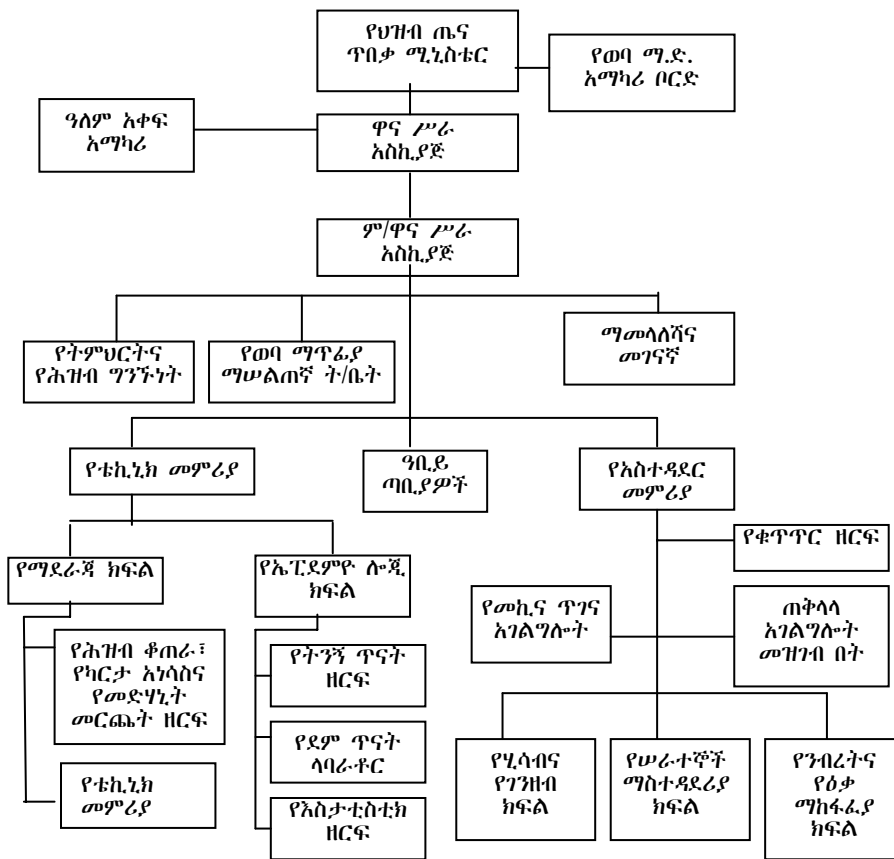 የህዝብ ጤና
ጥበቃ ሚኒስቴር
የወባ ማ.ድ.
አማካሪ ቦርድ
ዓለም አቀፍ
አማካሪ
ዋና ሥራ
አስኪያጅ
ም/ዋና ሥራ
አስኪያጅ
የትምህርትና
የሕዝብ ግንኙነት
የወባ ማጥፊያ
ማሠልጠኛ ት/ቤት
ማመላለሻና
መገናኛ
የቴኪኒክ መምሪያ
ዓቢይ
ጣቢያዎች
የአስተዳደር
መምሪያ
የማደራጃ ክፍል
የኤፒደምዮ ሎጂ
ክፍል
የቁጥጥር ዘርፍ
የመኪና ጥገና
አገልግሎት
ጠቅላላ
አገልግሎት
መዝገብ በት
የሕዝብ ቆጠራ፣
የካርታ አነሳስና
የመድሃኒት
መርጨት ዘርፍ
የቴኪኒክ
መምሪያ
የትንኝ ጥናት
ዘርፍ
የደም ጥናት
ላባራቶር
የእስታቲስቲክ
ዘርፍ
የሂሳብና
የገንዘብ
ክፍል
የሠራተኞች
ማስተዳደሪያ
ክፍል
የንብረትና
የዕቃ
ማከፋፈያ
ክፍል